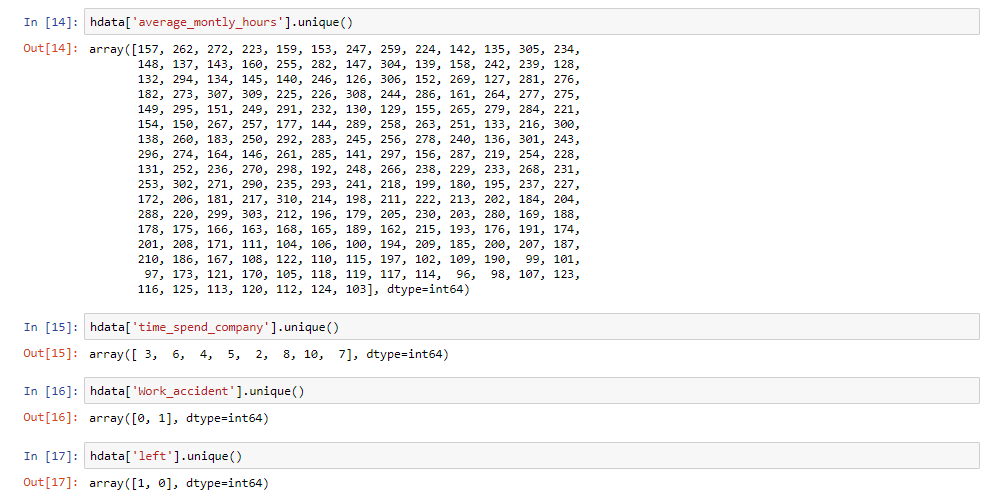 In [14]: hdata['average_montly_hours'].unique()
Out[14]: array([157, 262, 272, 223, 159, 153, 247, 259, 224, 142, 135, 305, 234,
148, 137, 143, 160, 255, 282, 147, 304, 139, 158, 242, 239, 128,
132, 294, 134, 145, 140, 246, 126, 306, 152, 269, 127, 281, 276,
182, 273, 307, 309, 225, 226, 308, 244, 286, 161, 264, 277, 275,
149, 295, 151, 249, 291, 232, 130, 129, 155, 265, 279, 284, 221,
154, 150, 267, 257, 177, 144, 289, 258, 263, 251, 133, 216, 300,
138, 260, 183, 250, 292, 283, 245, 256, 278, 240, 136, 301, 243,
296, 274, 164, 146, 261, 285, 141, 297, 156, 287, 219, 254, 228,
131, 252, 236, 270, 298, 192, 248, 266, 238, 229, 233, 268, 231,
253, 302, 271, 290, 235, 293, 241, 218, 199, 180, 195, 237, 227,
172, 206, 181, 217, 310, 214, 198, 211, 222, 213, 202, 184, 204,
288, 220, 299, 303, 212, 196, 179, 205, 230, 203, 280, 169, 188,
178, 175, 166, 163, 168, 165, 189, 162, 215, 193, 176, 191, 174,
201, 208, 171, 111, 104, 106, 100, 194, 209, 185, 200, 207, 187,
210, 186, 167, 108, 122, 110, 115, 197, 102, 109, 190, 99, 101,
97, 173, 121, 170, 105, 118, 119, 117, 114, 96, 98, 107, 123,
116, 125, 113, 120, 112, 124, 103], dtype=int64)
In [15]: hdata['time_spend_company'].unique()
Out[15]: array([ 3, 6, 4, 5, 2, 8, 10, 7], dtype=int64)
In [16]: hdata['Work_accident'].unique()
Out[16]: array([0, 1], dtype=int64)
In [17]: hdata['left'].unique()
Out[17]: array([1, 0], dtype=int64)